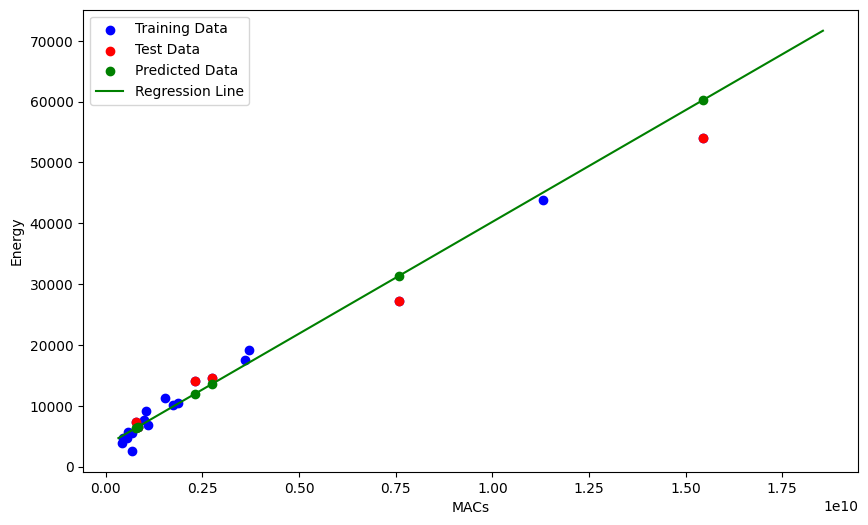 Training Data
Test Data
Predicted Data
Regression Line
70000
60000
50000
40000
30000
20000
10000
0
Energy
0.00
0.25
0.50
0.75
1.00
1.25
1.50
1.75
1e10
MACs